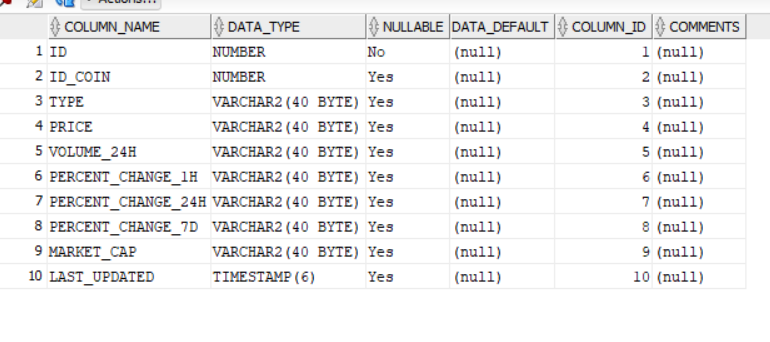 Actions...
COLUMN_NAME DATA_TYPE NULLABLE DATA_DEFAULT COLUMN_ID COMMENTS
1 ID NUMBER No (null) 1 (null)
2 ID_COIN NUMBER Yes (null) 2 (null)
3 TYPE VARCHAR2(40 BYTE) Yes (null) 3 (null)
4 PRICE VARCHAR2(40 BYTE) Yes (null) 4 (null)
5 VOLUME_24H VARCHAR2(40 BYTE) Yes (null) 5 (null)
6 PERCENT_CHANGE_1H VARCHAR2(40 BYTE) Yes (null) 6 (null)
7 PERCENT_CHANGE_24H VARCHAR2(40 BYTE) Yes (null) 7 (null)
8 PERCENT_CHANGE_7D VARCHAR2(40 BYTE) Yes (null) 8 (null)
9 MARKET_CAP VARCHAR2(40 BYTE) Yes (null) 9 (null)
10 LAST_UPDATED TIMESTAMP(6) Yes (null) 10 (null)